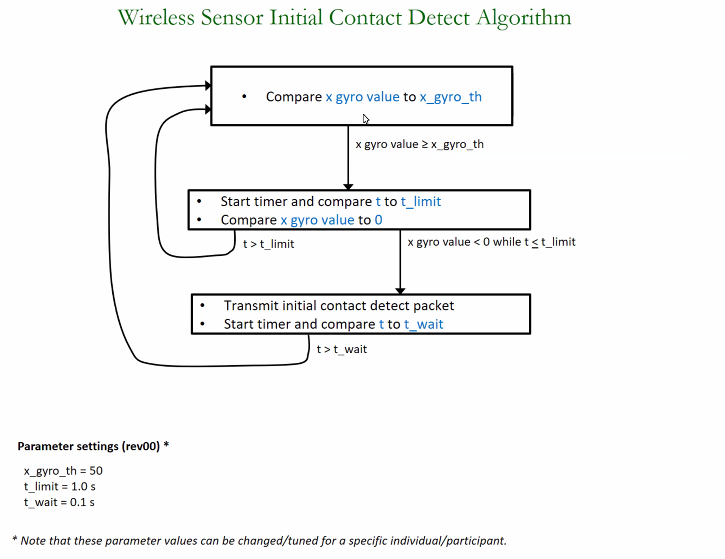 Wireless Sensor Initial Contact Detect Algorithm
• Compare x gyro value to x_gyro_th
x gyro value ≥ x_gyro_th
• Start timer and compare t to t_limit
• Compare x gyro value to 0
t > t_limit
x gyro value < 0 while t ≤ t_limit
• Transmit initial contact detect packet
• Start timer and compare t to t_wait
t > t_wait
Parameter settings (rev00) *
x_gyro_th = 50
t_limit = 1.0 s
t_wait = 0.1 s
* Note that these parameter values can be changed/tuned for a specific individual/participant.